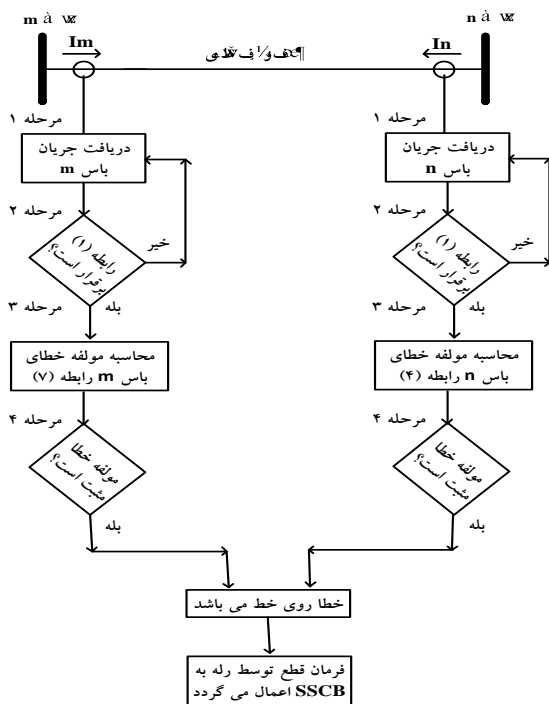 m
n
Im
In
مرحله ۱
دریافت جریان
باس m
مرحله ۲
رابطه (۱)
برقرار است؟
خیر
مرحله ۳
بله
محاسبه مولفه خطای
باس m رابطه (۷)
مرحله ۴
مولفه خطا
مثبت است؟
بله
مرحله ۱
دریافت جریان
باس n
مرحله ۲
رابطه (۱)
برقرار است؟
خیر
مرحله ۳
بله
محاسبه مولفه خطای
باس n رابطه (۴)
مرحله ۴
مولفه خطا
مثبت است؟
بله
خطا روی خط می باشد
فرمان قطع توسط رله به
SSCB اعمال می گردد